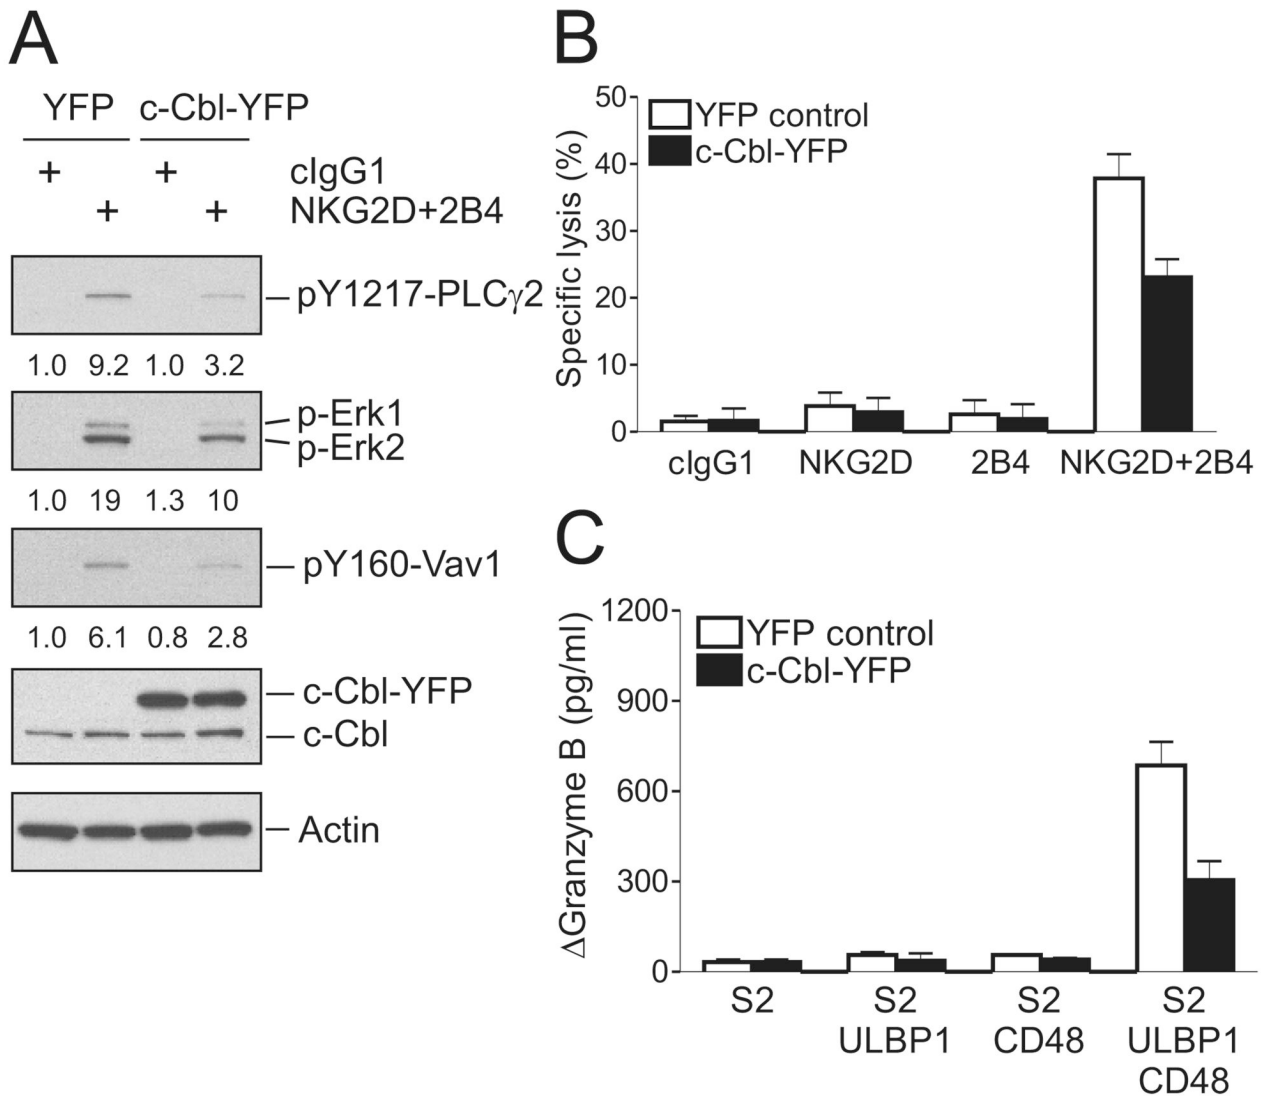 A
YFP c-Cbl-YFP
+ + cIgG1
+ + NKG2D+2B4
pY1217-PLCγ2
1.0 9.2 1.0 3.2
p-Erk1
p-Erk2
1.0 19 1.3 10
pY160-Vav1
1.0 6.1 0.8 2.8
c-Cbl-YFP
c-Cbl
Actin
B
Specific lysis (%)
50
40
30
20
10
0
YFP control
c-Cbl-YFP
cIgG1 NKG2D 2B4 NKG2D+2B4
C
ΔGranzyme B (pg/ml)
1200
900
600
300
0
YFP control
c-Cbl-YFP
S2 S2 S2 S2
ULBP1 CD48 ULBP1
CD48